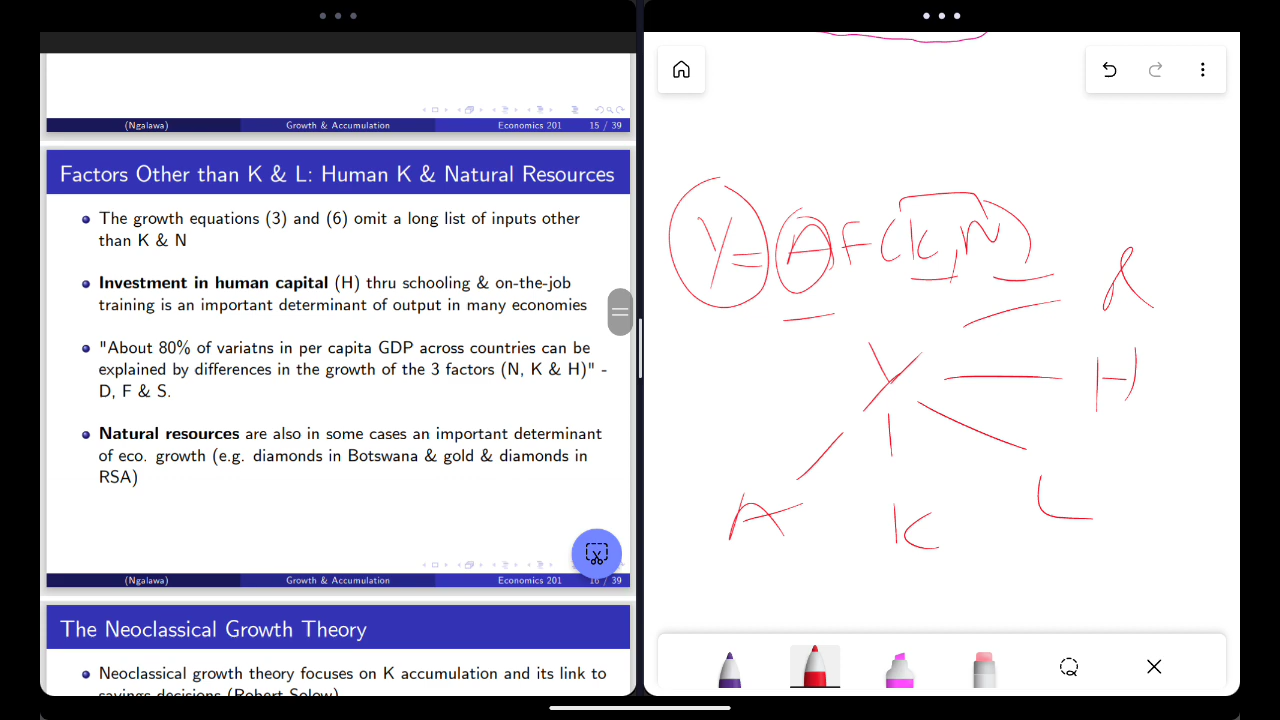 (Ngalawa) Growth & Accumulation Economics 201 15 / 39
Factors Other than K & L: Human K & Natural Resources
The growth equations (3) and (6) omit a long list of inputs other
than K & N
Investment in human capital (H) thru schooling & on-the-job
training is an important determinant of output in many economies
"About 80% of variatns in per capita GDP across countries can be
explained by differences in the growth of the 3 factors (N, K & H)" -
D, F & S.
Natural resources are also in some cases an important determinant
of eco. growth (e.g. diamonds in Botswana & gold & diamonds in
RSA)
(Ngalawa) Growth & Accumulation Economics 201 16 / 39
The Neoclassical Growth Theory
Neoclassical growth theory focuses on K accumulation and its link to
savings decisions (Robert Solow)
Y = A F (K, N)
Y
H
A K L